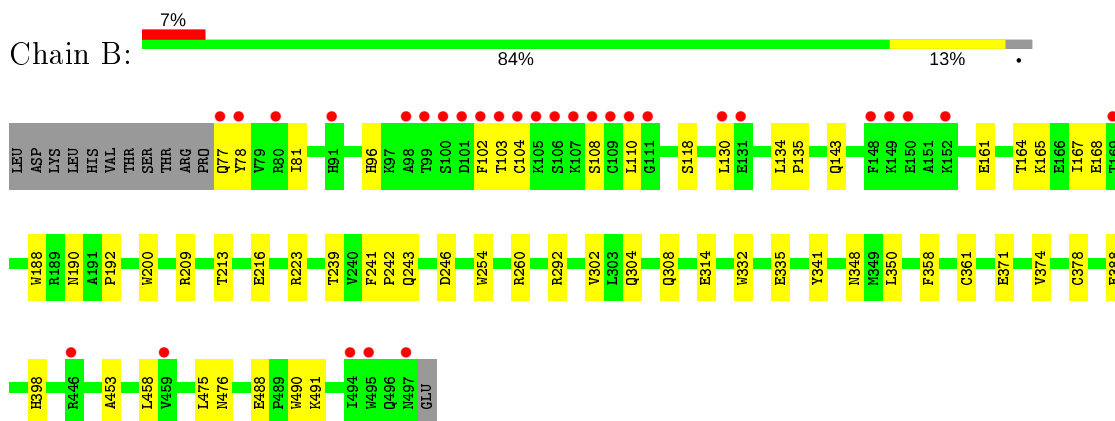 7%
Chain B:
84% 13% •
LEU ASP LYS LEU HIS VAL THR SER THR ARG PRO Q77 Y78 V79 R80 I81 H91 H96 K97 A98 T99 S100 D101 F102 T103 C104 K105 S106 K107 S108 C109 L110 G111 S118 L130 E131 L134 P135 Q143 F148 K149 E150 A151 K152 E161 T164 K165 E166 I167 E168 T169
W188 R189 N190 A191 P192 W200 R209 T213 E216 R223 T239 V240 F241 P242 Q243 D246 W254 R260 R292 V302 L303 Q304 Q308 E314 W332 E335 Y341 N348 M349 L350 F358 C361 E371 V374 C378
H398 R446 A453 L458 V459 L475 N476 E488 P489 W490 K491 I494 W495 Q496 N497 GLU